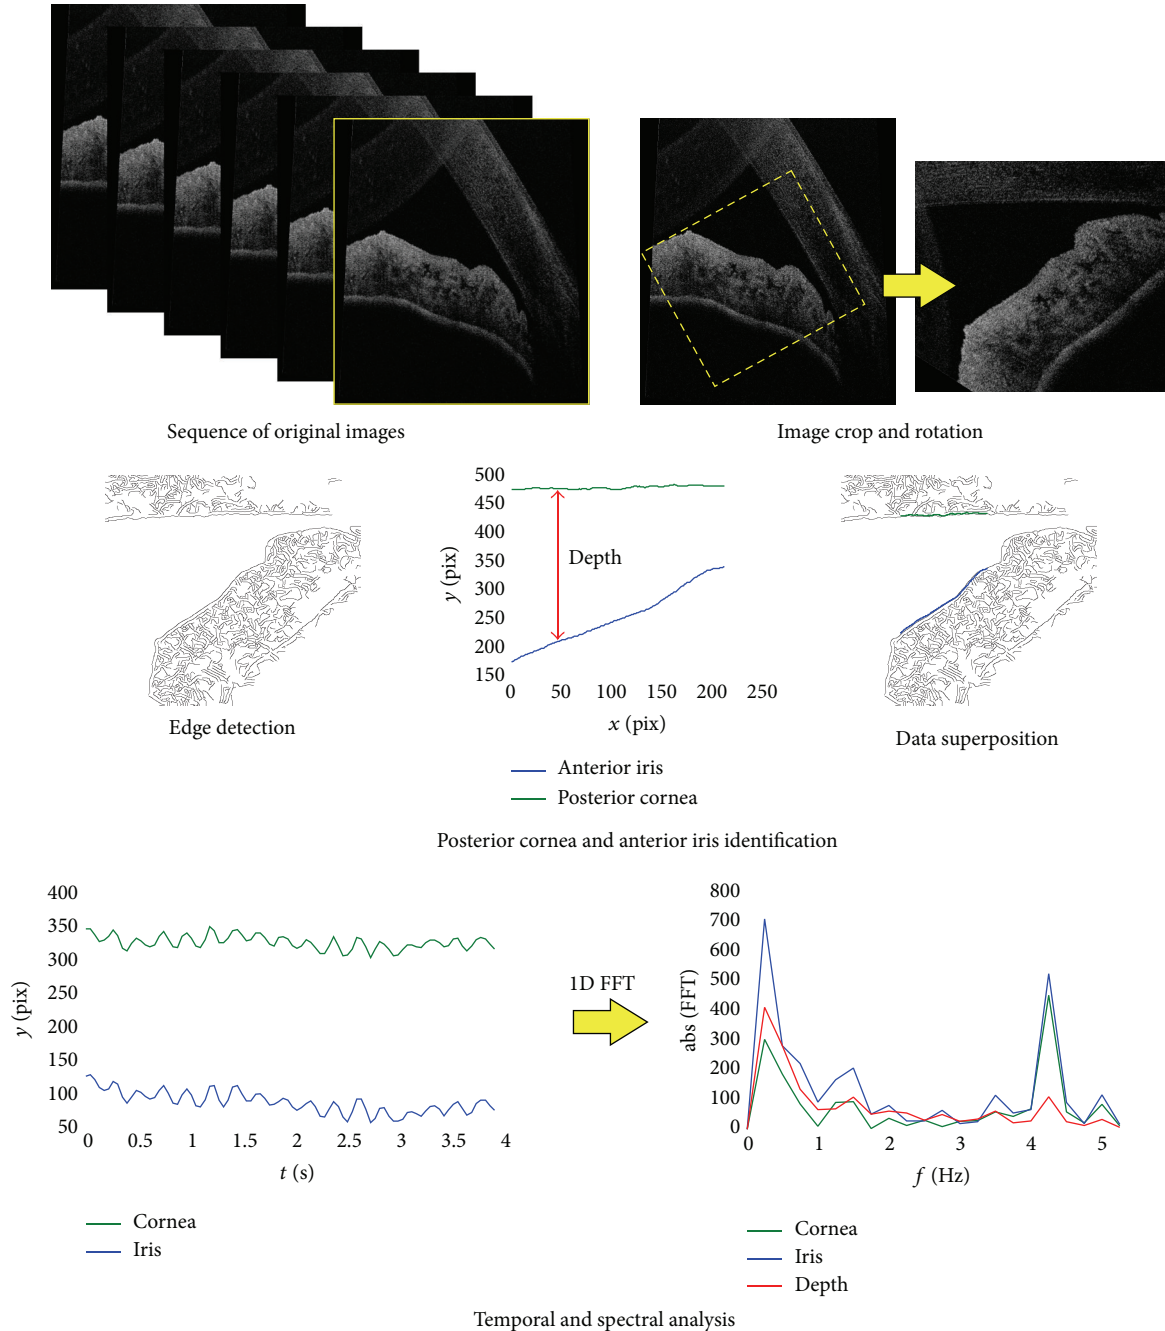 Sequence of original images
Image crop and rotation
Edge detection
500
450
400
350
300
250
200
150
y (pix)
Depth
0 50 100 150 200 250
x (pix)
Anterior iris
Posterior cornea
Data superposition
Posterior cornea and anterior iris identification
400
350
300
250
200
150
100
50
y (pix)
0 0.5 1 1.5 2 2.5 3 3.5 4
t (s)
Cornea
Iris
1D FFT
800
700
600
500
400
300
200
100
0
abs (FFT)
0 1 2 3 4 5
f (Hz)
Cornea
Iris
Depth
Temporal and spectral analysis